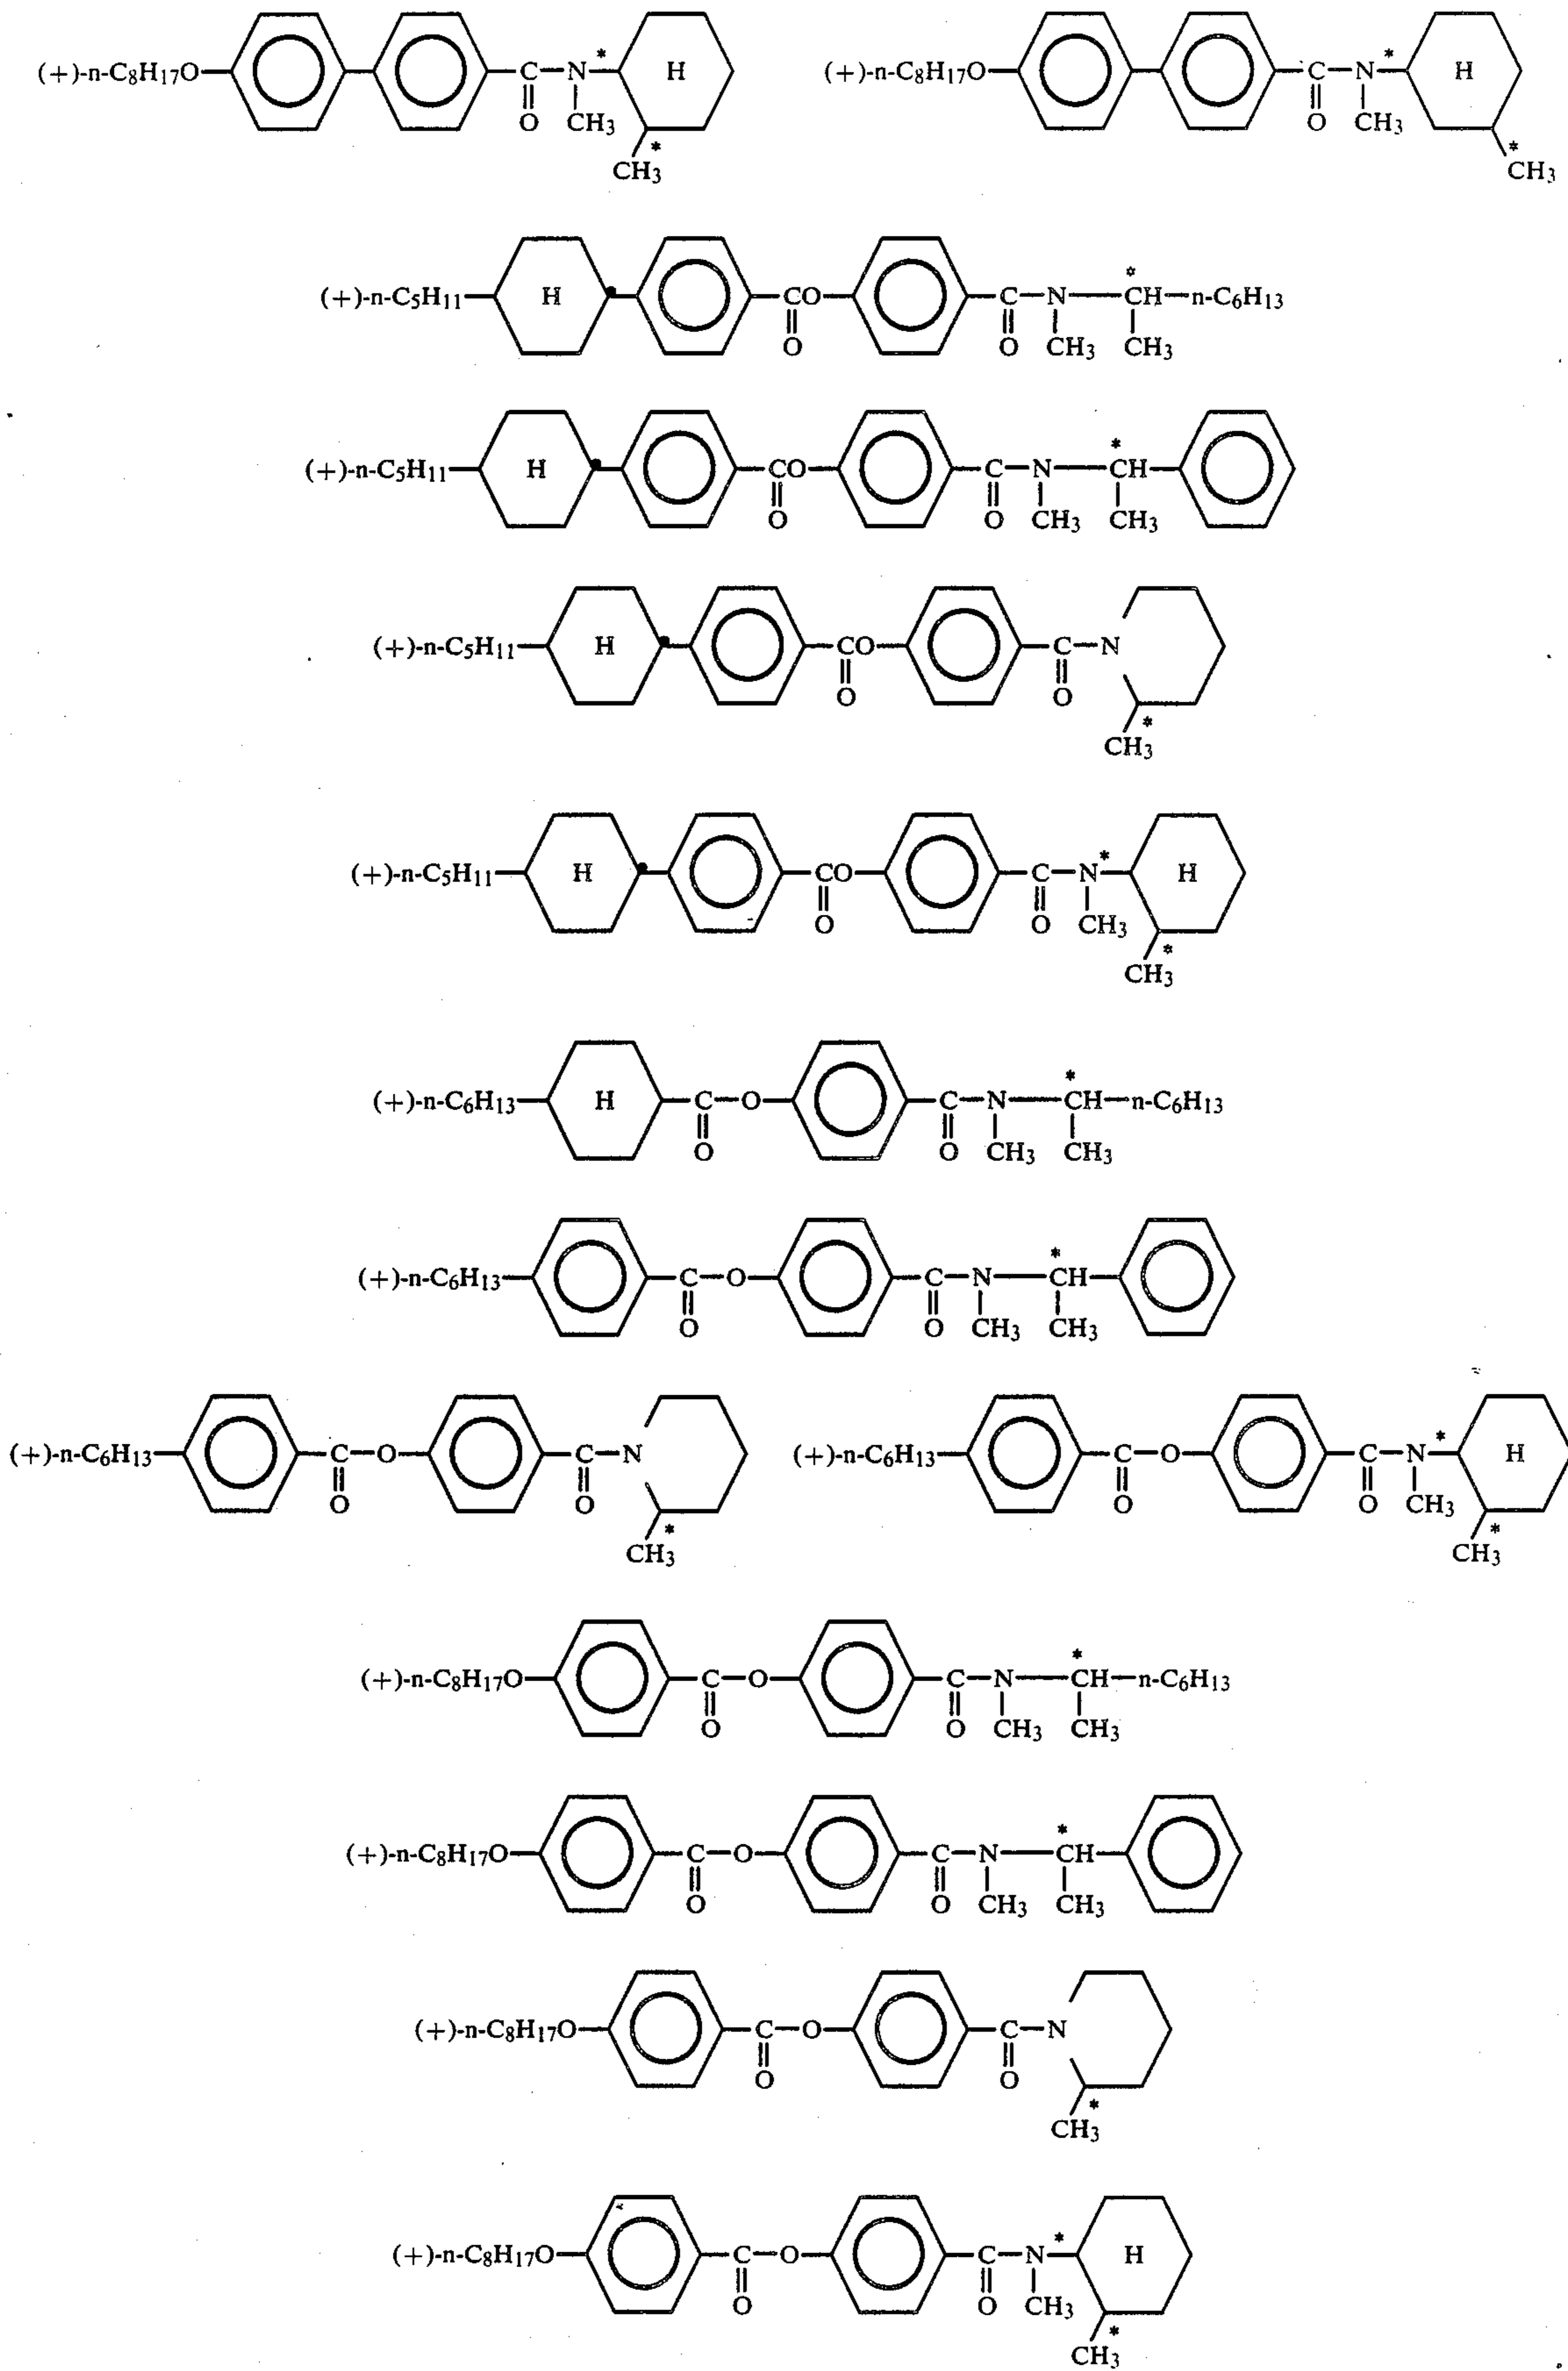 (+)-n-C8H17O C N * H (+)-n-C8H17O C N * H
O CH3 O CH3
* *
CH3 CH3
*
(+)-n-C5H11 H CO C N CH n-C6H13
O O CH3 CH3
*
(+)-n-C5H11 H CO C N CH
O O CH3 CH3
(+)-n-C5H11 H CO C N
O O
*
CH3
(+)-n-C5H11 H CO C N * H
O O CH3
*
CH3
*
(+)-n-C6H13 H C O C N CH n-C6H13
O O CH3 CH3
*
(+)-n-C6H13 C O C N CH
O O CH3 CH3
(+)-n-C6H13 C O C N (+)-n-C6H13 C O C N * H
O O O O CH3
* *
CH3 CH3
*
(+)-n-C8H17O C O C N CH n-C6H13
O O CH3 CH3
*
(+)-n-C8H17O C O C N CH
O O CH3 CH3
(+)-n-C8H17O C O C N
O O
*
CH3
(+)-n-C8H17O C O C N * H
O O CH3
*
CH3